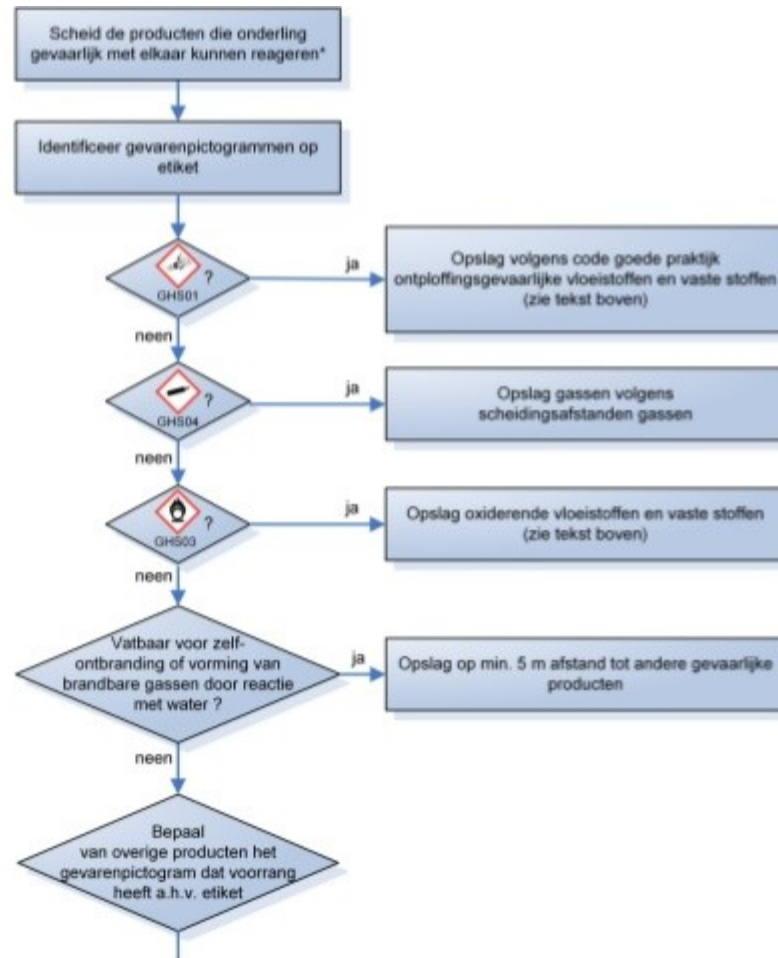 Scheid de producten die onderling
gevaarlijk met elkaar kunnen reageren*
Identificeer gevarenpictogrammen op
etiket
?
GHS01
ja
Opslag volgens code goede praktijk
ontploffingsgevaarlijke vloeistoffen en vaste stoffen
(zie tekst boven)
neen
?
GHS04
ja
Opslag gassen volgens
scheidingsafstanden gassen
neen
?
GHS03
ja
Opslag oxiderende vloeistoffen en vaste stoffen
(zie tekst boven)
neen
Vatbaar voor zelf-
ontbranding of vorming van
brandbare gassen door reactie
met water ?
ja
Opslag op min. 5 m afstand tot andere gevaarlijke
producten
neen
Bepaal
van overige producten het
gevarenpictogram dat voorrang
heeft a.h.v. etiket